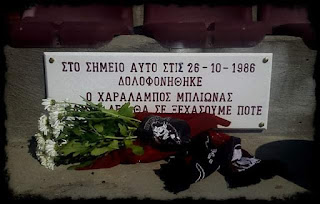 ΣΤΟ ΣΗΜΕΙΟ ΑΥΤΟ ΣΤΙΣ 26-10-1986
ΔΟΛΟΦΟΝΗΘΗΚΕ
Ο ΧΑΡΑΛΑΜΠΟΣ ΜΠΛΙΩΝΑΣ
ΣΕ ΞΕΧΑΣΟΥΜΕ ΠΟΤΕ